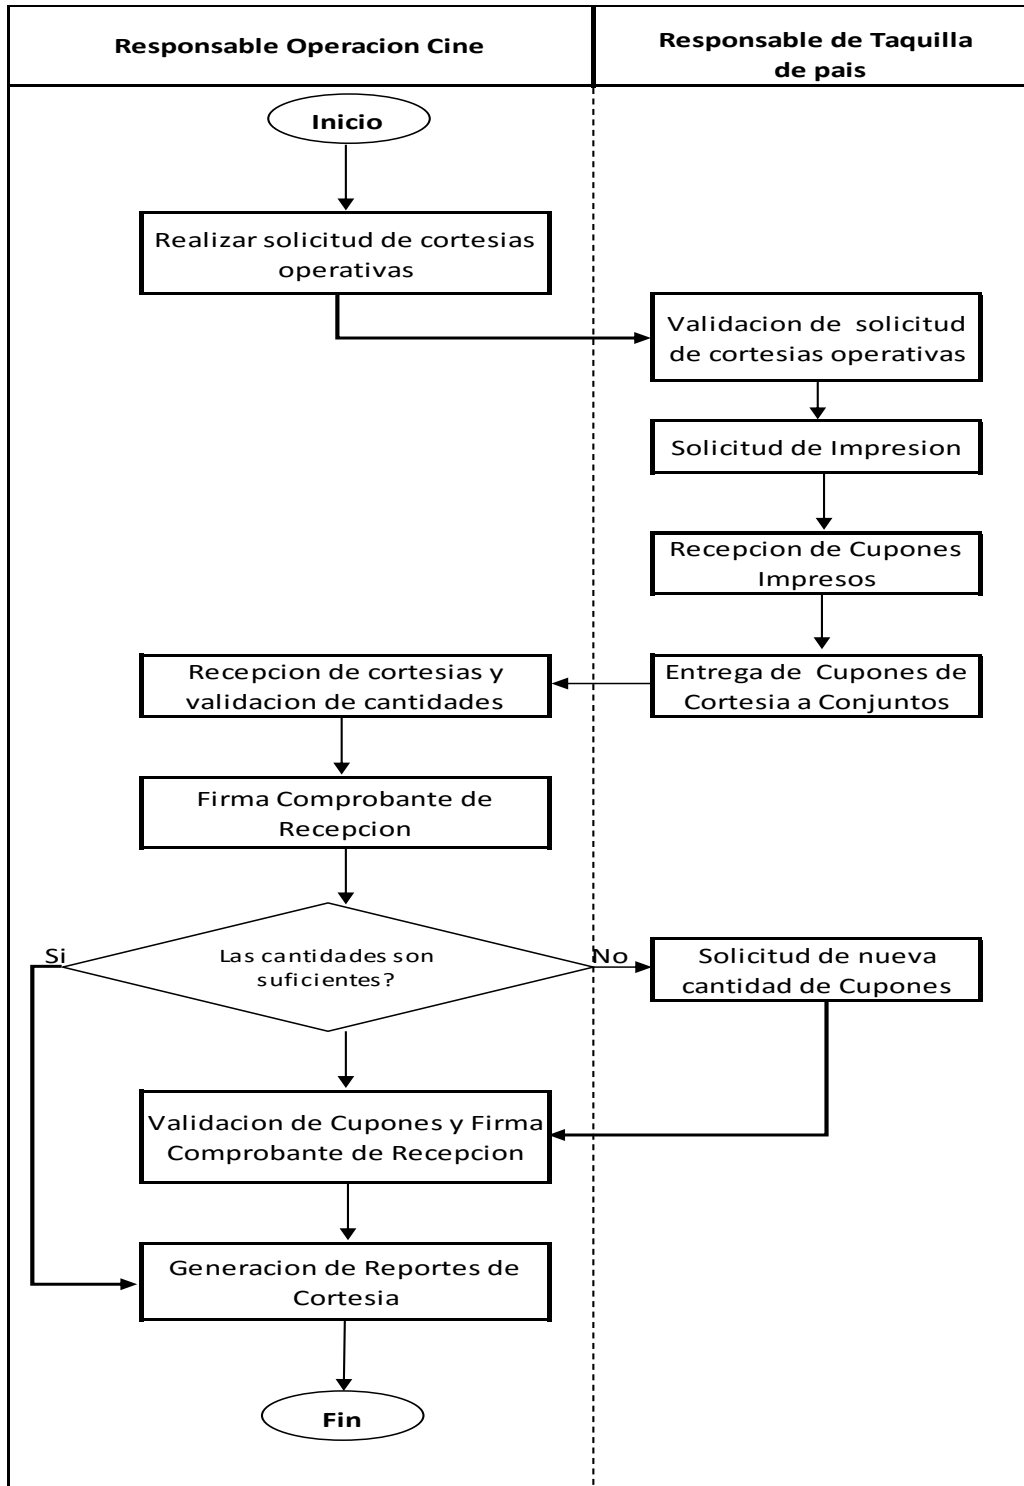 Responsable Operacion Cine
Responsable de Taquilla
de pais
Inicio
Realizar solicitud de cortesias
operativas
Validacion de solicitud
de cortesias operativas
Solicitud de Impresion
Recepcion de Cupones
Impresos
Entrega de Cupones de
Cortesia a Conjuntos
Recepcion de cortesias y
validacion de cantidades
Firma Comprobante de
Recepcion
Las cantidades son
suficientes?
Si
No
Solicitud de nueva
cantidad de Cupones
Validacion de Cupones y Firma
Comprobante de Recepcion
Generacion de Reportes de
Cortesia
Fin